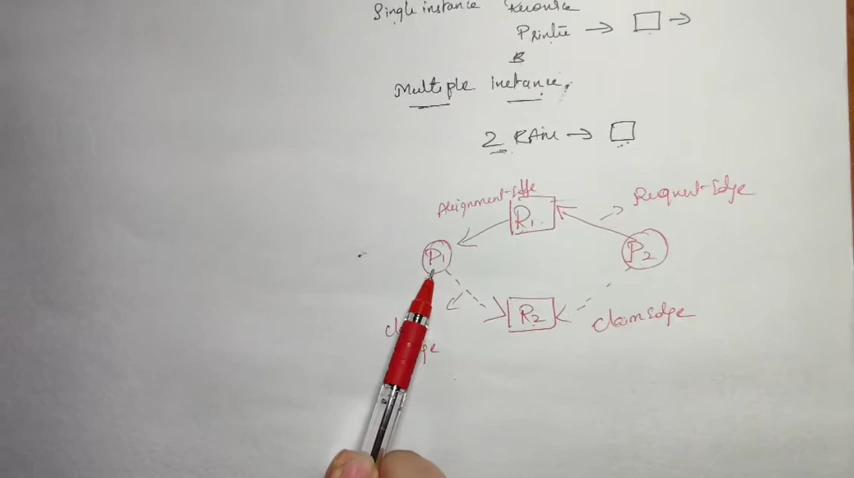 Single instance Resource
Printer →
Multiple instance,
2 RAM →
Assignment-Edge
Request-Edge
R1
P1
P2
R2
claim Edge